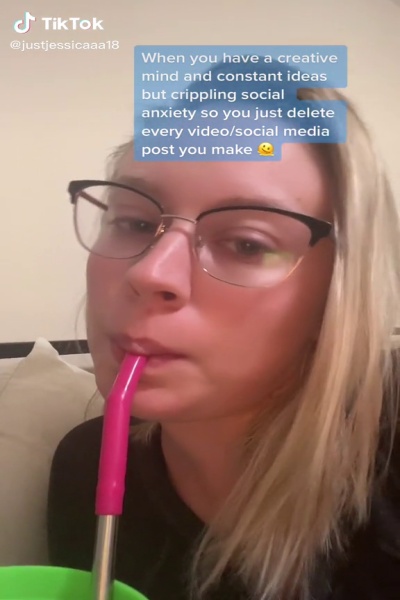 TikTok
@justjessicaaa18
When you have a creative
mind and constant ideas
but crippling social
anxiety so you just delete
every video/social media
post you make 🫠